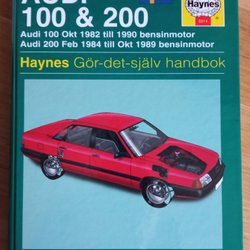 AUDI
100 & 200
Haynes
Audi 100 Okt 1982 till 1990 bensinmotor
Audi 200 Feb 1984 till Okt 1989 bensinmotor
Haynes Gör-det-själv handbok